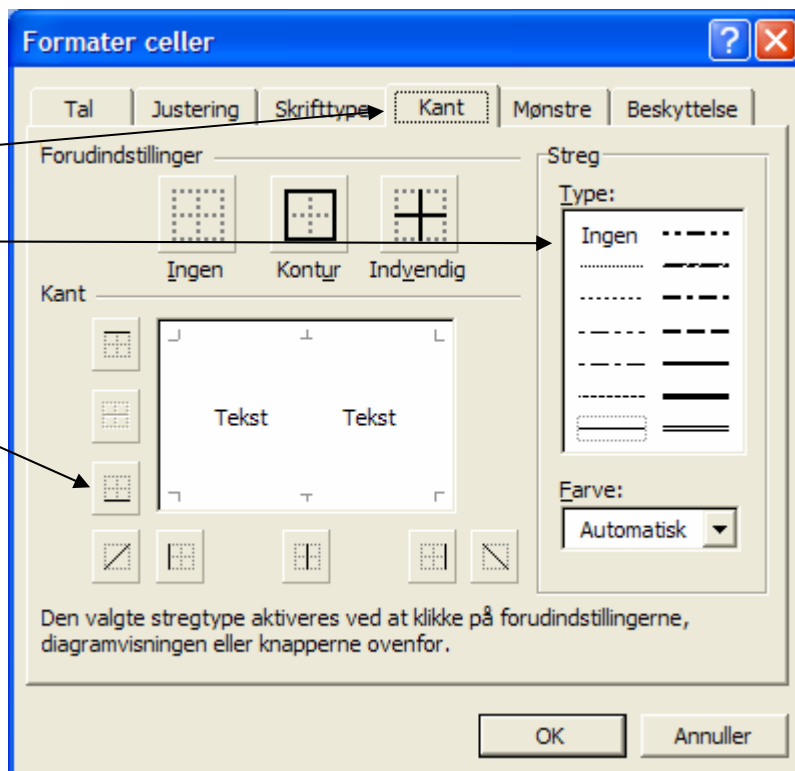 Formater celler
Tal Justering Skrifttype Kant Mønstre Beskyttelse
Forudindstillinger
Ingen Kontur Indvendig
Kant
Tekst Tekst
Streg
Type:
Ingen
Farve:
Automatisk
Den valgte stregtype aktiveres ved at klikke på forudindstillingerne,
diagramvisningen eller knapperne ovenfor.
OK Annuller